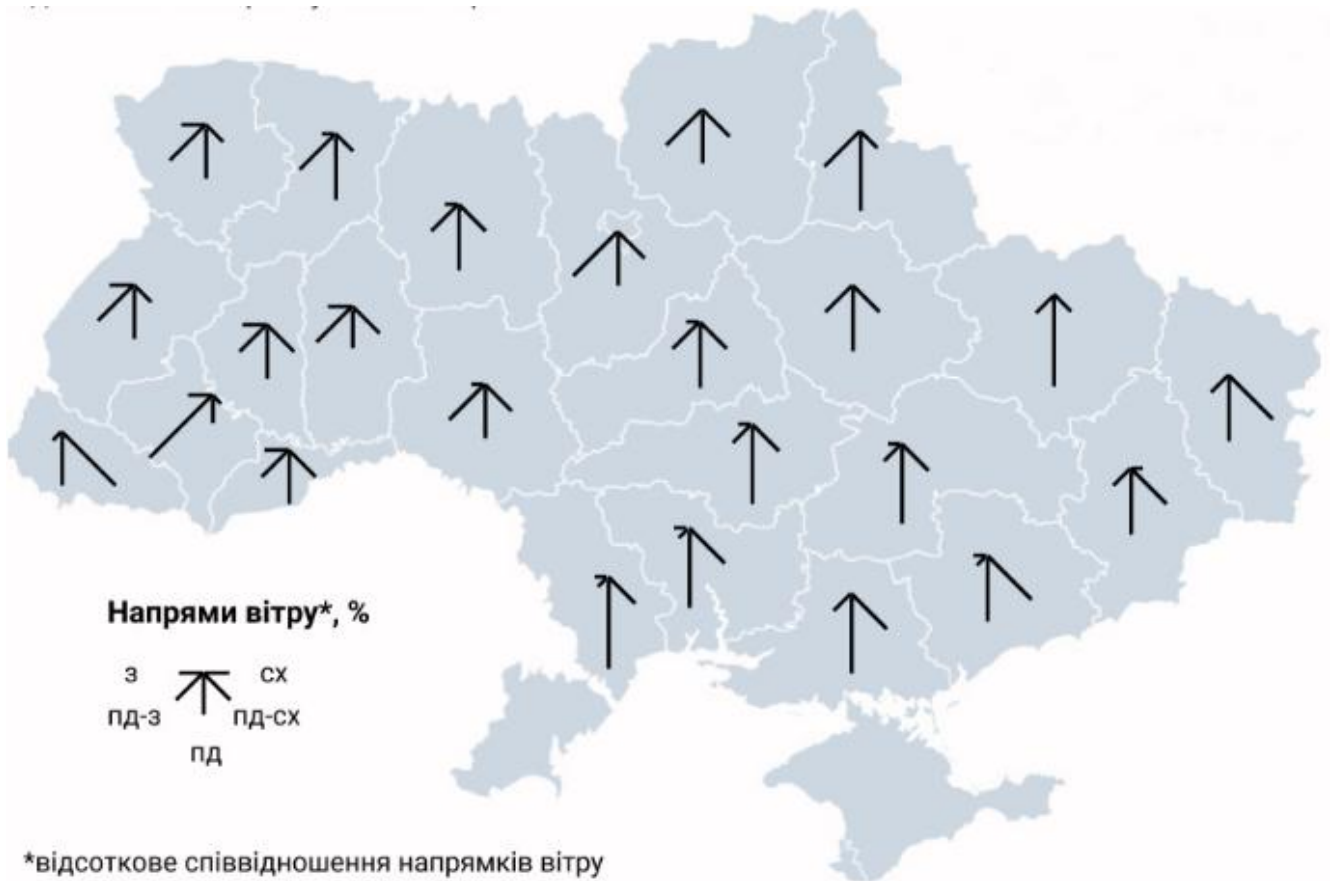 Напрями вітру*, %
з сх
пд-з пд-сх
пд
*відсоткове співвідношення напрямків вітру